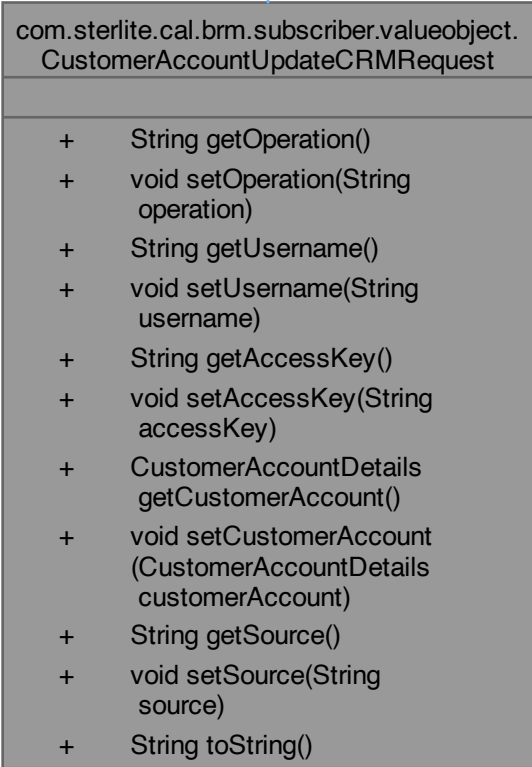 com.sterlite.cal.brm.subscriber.valueobject.
CustomerAccountUpdateCRMRequest
+ String getOperation()
+ void setOperation(String
operation)
+ String getUsername()
+ void setUsername(String
username)
+ String getAccessKey()
+ void setAccessKey(String
accessKey)
+ CustomerAccountDetails
getCustomerAccount()
+ void setCustomerAccount
(CustomerAccountDetails
customerAccount)
+ String getSource()
+ void setSource(String
source)
+ String toString()